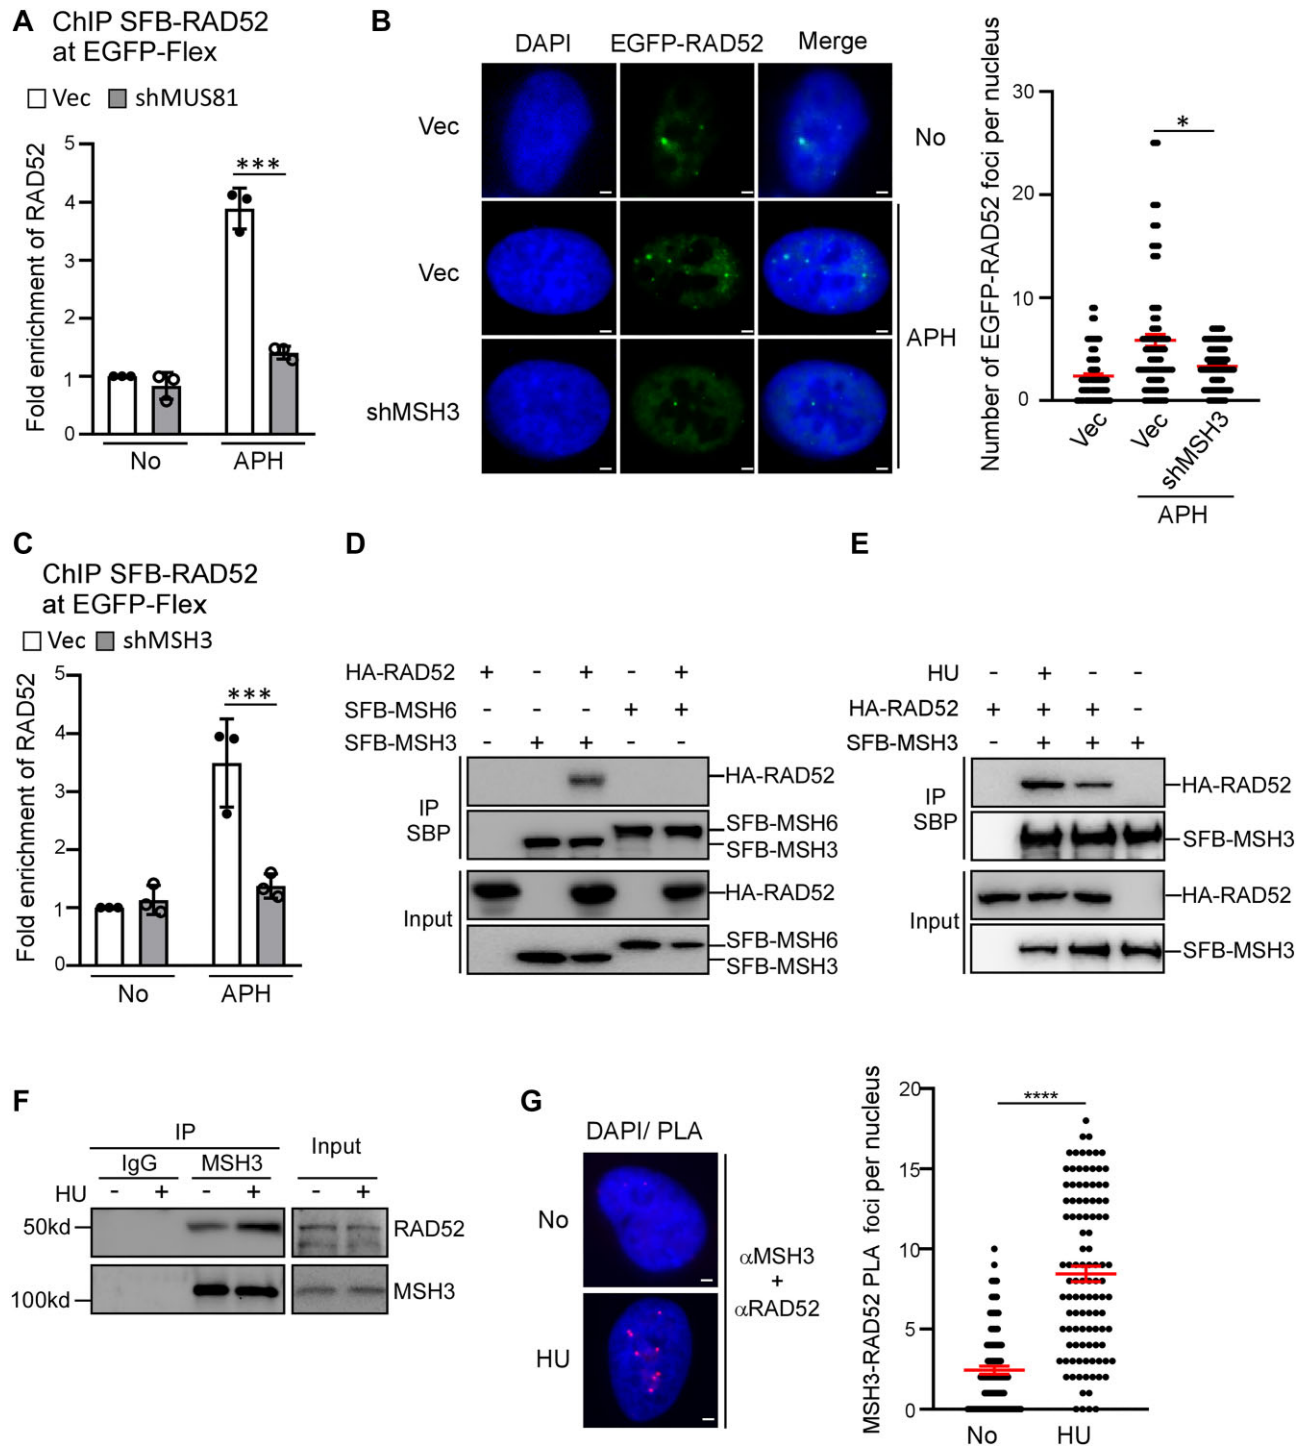 A ChIP SFB-RAD52
at EGFP-Flex
Vec shMUS81
Fold enrichment of RAD52
5
4
3
2
1
0
***
No APH
B
DAPI EGFP-RAD52 Merge
Vec
Vec
shMSH3
No
APH
Number of EGFP-RAD52 foci per nucleus
30
20
10
0
*
Vec Vec shMSH3
APH
C
ChIP SFB-RAD52
at EGFP-Flex
Vec shMSH3
Fold enrichment of RAD52
5
4
3
2
1
0
***
No APH
D
HA-RAD52 + - + - +
SFB-MSH6 - - - + +
SFB-MSH3 - + + - -
IP
SBP
HA-RAD52
SFB-MSH6
SFB-MSH3
Input
HA-RAD52
SFB-MSH6
SFB-MSH3
E
HU - + - -
HA-RAD52 + + + -
SFB-MSH3 - + + +
IP
SBP
HA-RAD52
SFB-MSH3
Input
HA-RAD52
SFB-MSH3
F
IP Input
IgG MSH3
HU - + - + - +
50kd RAD52
100kd MSH3
G
DAPI/ PLA
No
HU
αMSH3
+
αRAD52
MSH3-RAD52 PLA foci per nucleus
20
15
10
5
0
****
No HU